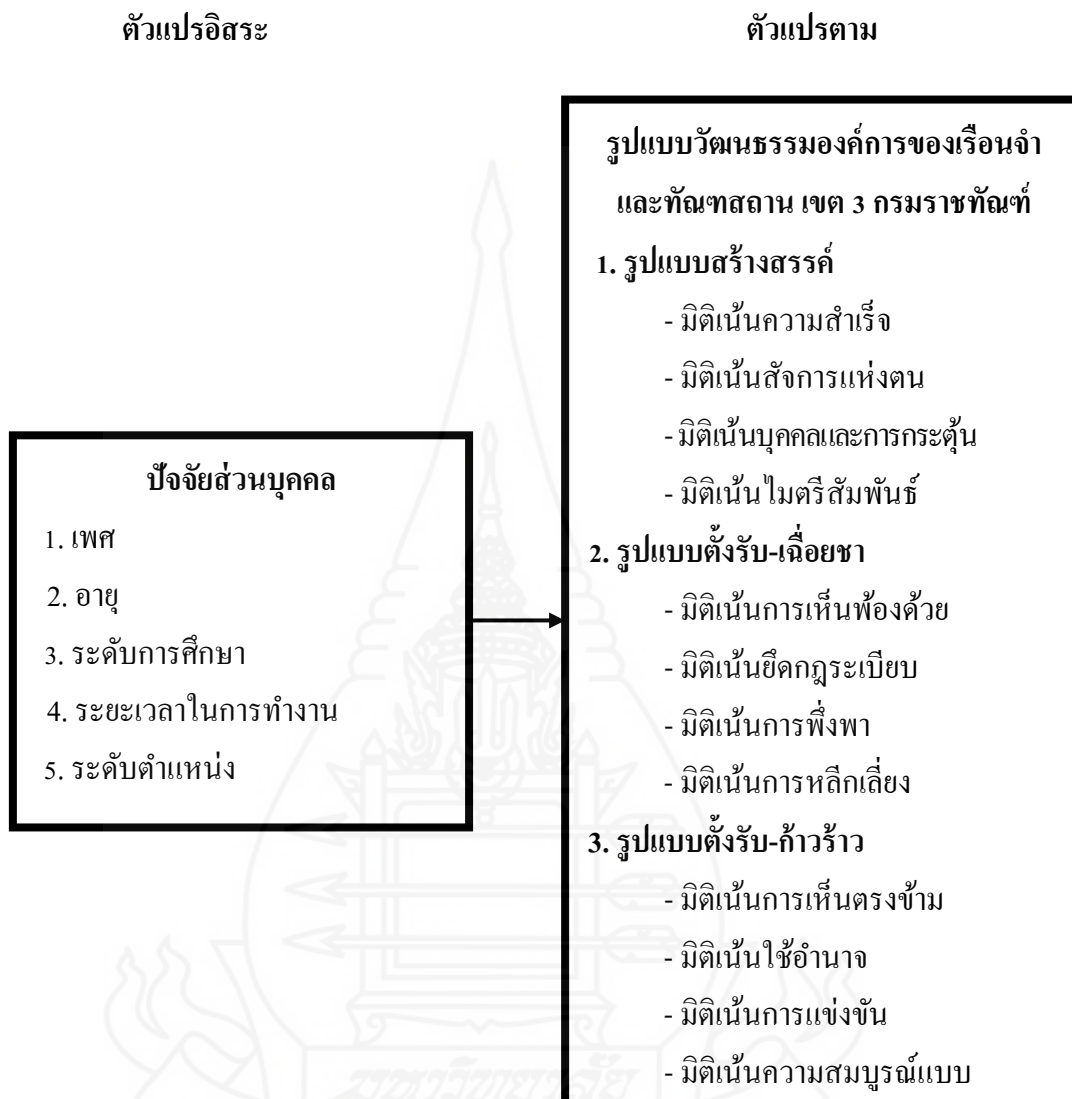 ตัวแปรอิสระ
ตัวแปรตาม
ปัจจัยส่วนบุคคล
1. เพศ
2. อายุ
3. ระดับการศึกษา
4. ระยะเวลาในการทำงาน
5. ระดับตำแหน่ง
รูปแบบวัฒนธรรมองค์การของเรือนจำ
และทัณฑสถาน เขต 3 กรมราชทัณฑ์
1. รูปแบบสร้างสรรค์
- มิติเน้นความสำเร็จ
- มิติเน้นสัจการแห่งตน
- มิติเน้นบุคคลและการกระตุ้น
- มิติเน้นไมตรีสัมพันธ์
2. รูปแบบตั้งรับ-เฉื่อยชา
- มิติเน้นการเห็นพ้องด้วย
- มิติเน้นยึดกฎระเบียบ
- มิติเน้นการพึ่งพา
- มิติเน้นการหลีกเลี่ยง
3. รูปแบบตั้งรับ-ก้าวร้าว
- มิติเน้นการเห็นตรงข้าม
- มิติเน้นใช้อำนาจ
- มิติเน้นการแข่งขัน
- มิติเน้นความสมบูรณ์แบบ
มหาวิทยาลัย